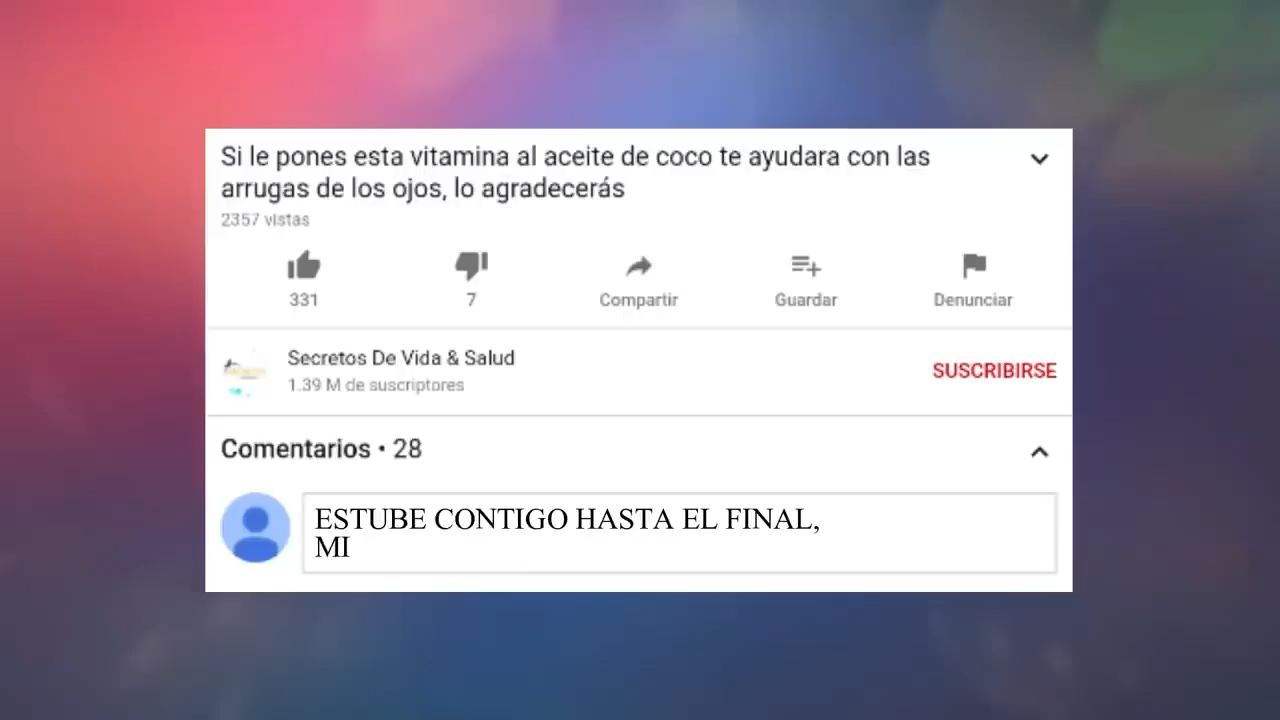 Si le pones esta vitamina al aceite de coco te ayudara con las
arrugas de los ojos, lo agradecerás
2357 vistas
331
7
Compartir
Guardar
Denunciar
Secretos De Vida & Salud
1.39 M de suscriptores
SUSCRIBIRSE
Comentarios • 28
ESTUBE CONTIGO HASTA EL FINAL,
MI